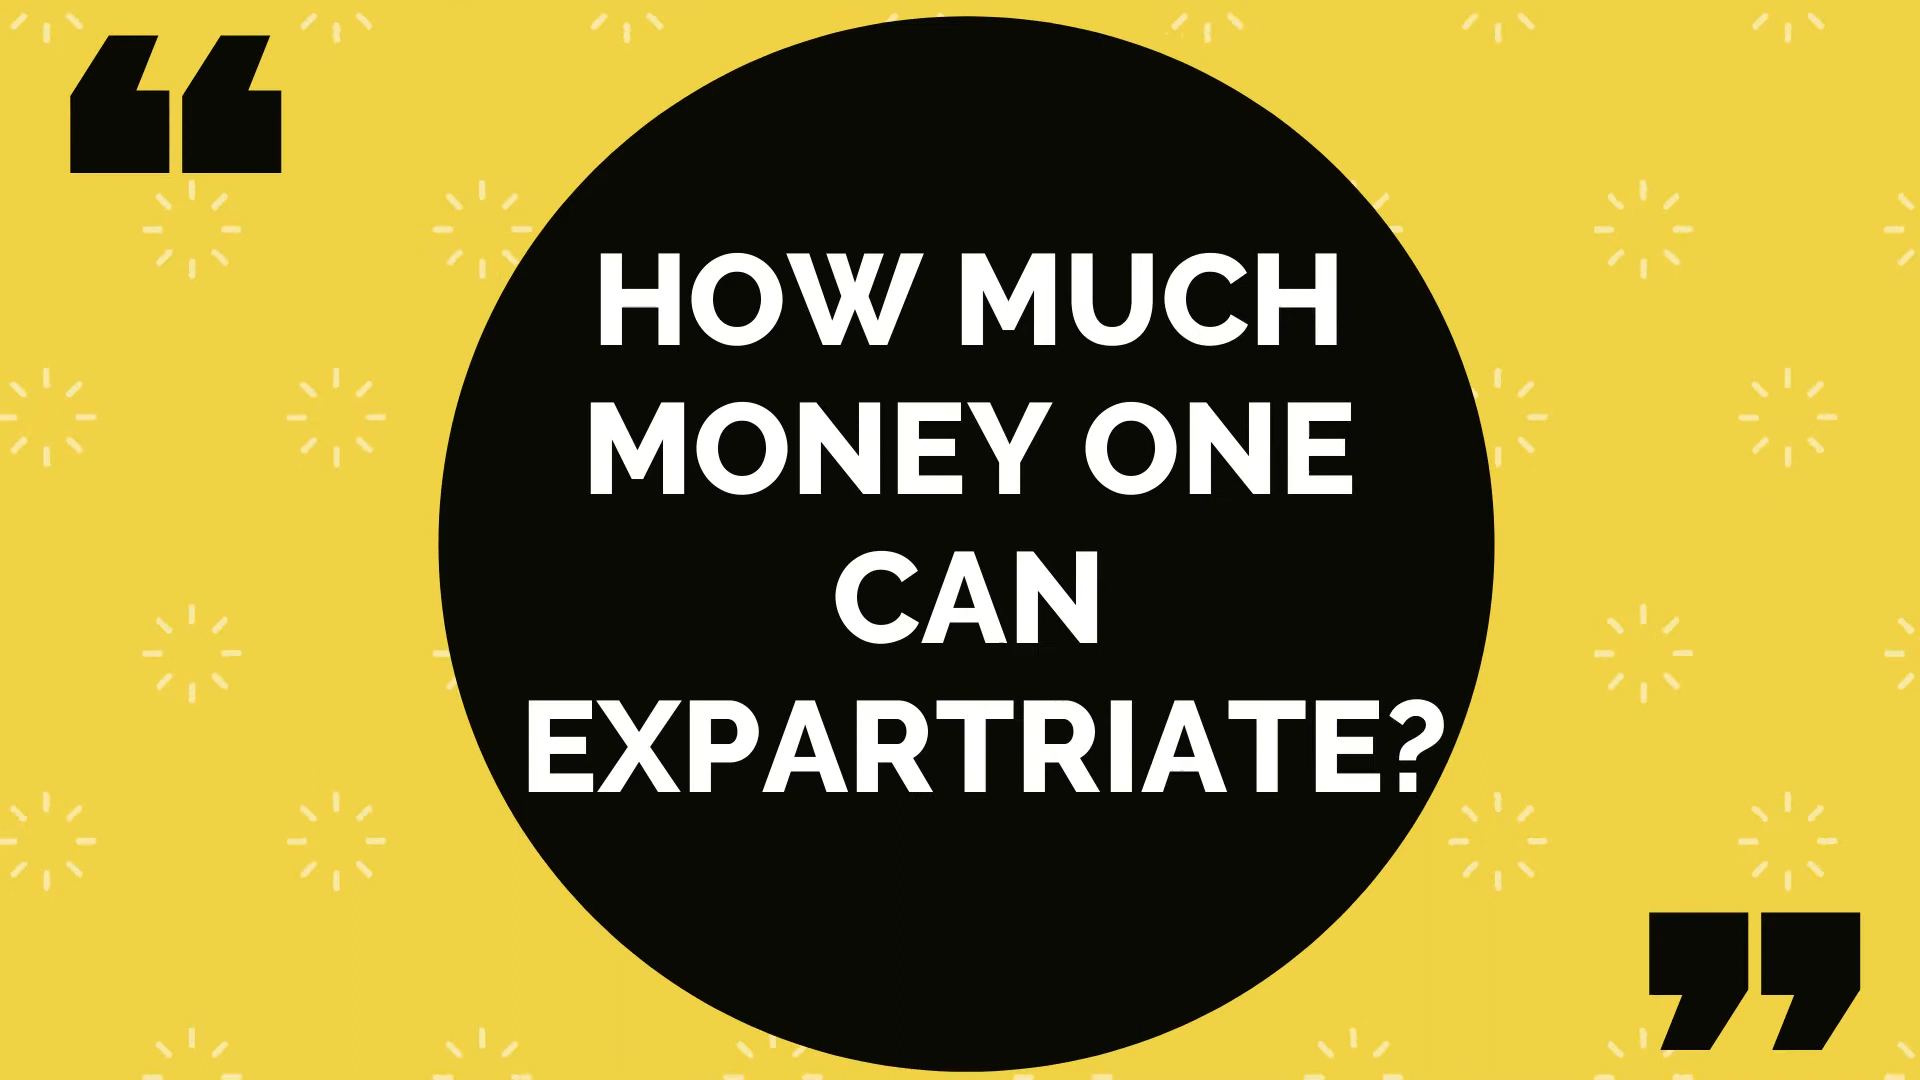 “
HOW MUCH
MONEY ONE
CAN
EXPARTRIATE?
”